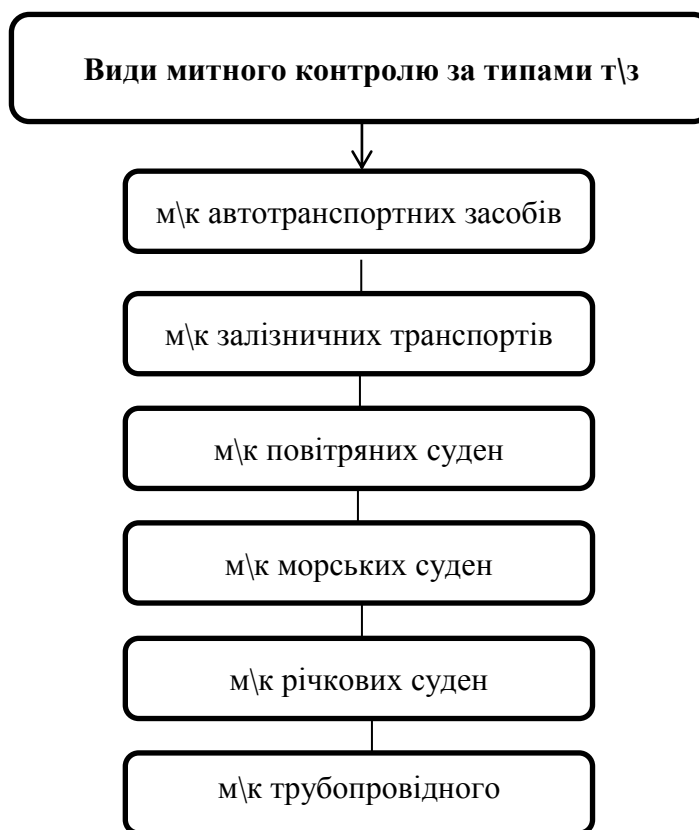 Види митного контролю за типами т\з
м\к автотранспортних засобів
м\к залізничних транспортів
м\к повітряних суден
м\к морських суден
м\к річкових суден
м\к трубопровідного